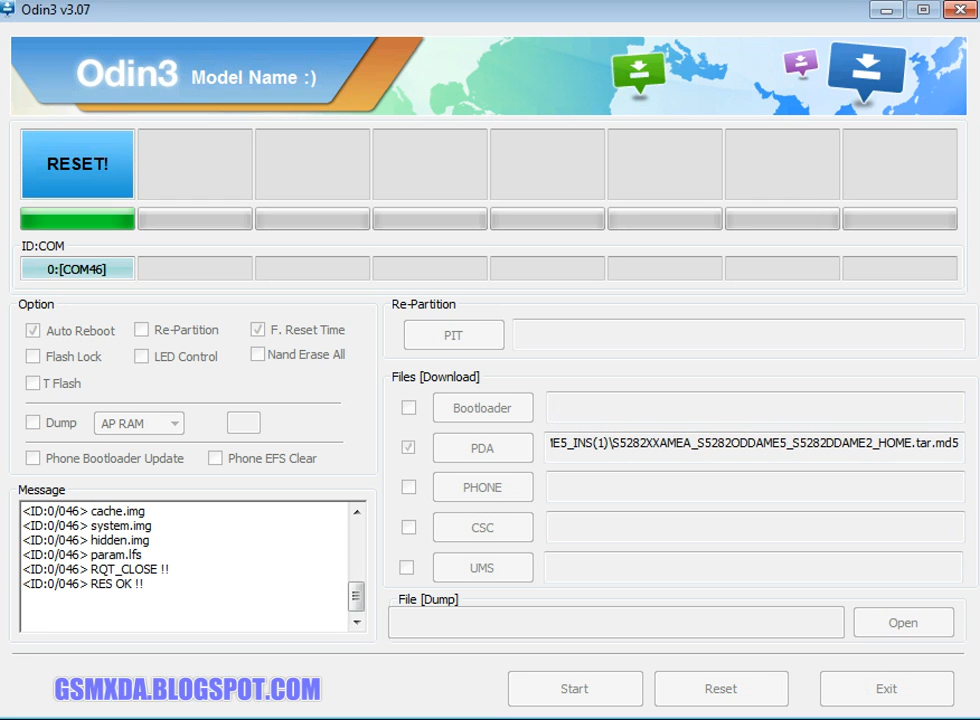 Odin3 v3.07
Odin3 Model Name :)
RESET!
ID:COM
0:[COM46]
Option
Auto Reboot
Re-Partition
F. Reset Time
Flash Lock
LED Control
Nand Erase All
T Flash
Dump
AP RAM
Phone Bootloader Update
Phone EFS Clear
Message
<ID:0/046> cache.img
<ID:0/046> system.img
<ID:0/046> hidden.img
<ID:0/046> param.lfs
<ID:0/046> RQT_CLOSE !!
<ID:0/046> RES OK !!
Re-Partition
PIT
Files [Download]
Bootloader
PDA
E5_INS(1)\S5282XXAMEA_S5282ODDAME5_S5282DDAME2_HOME.tar.md5
PHONE
CSC
UMS
File [Dump]
Open
GSMXDA.BLOGSPOT.COM
Start
Reset
Exit